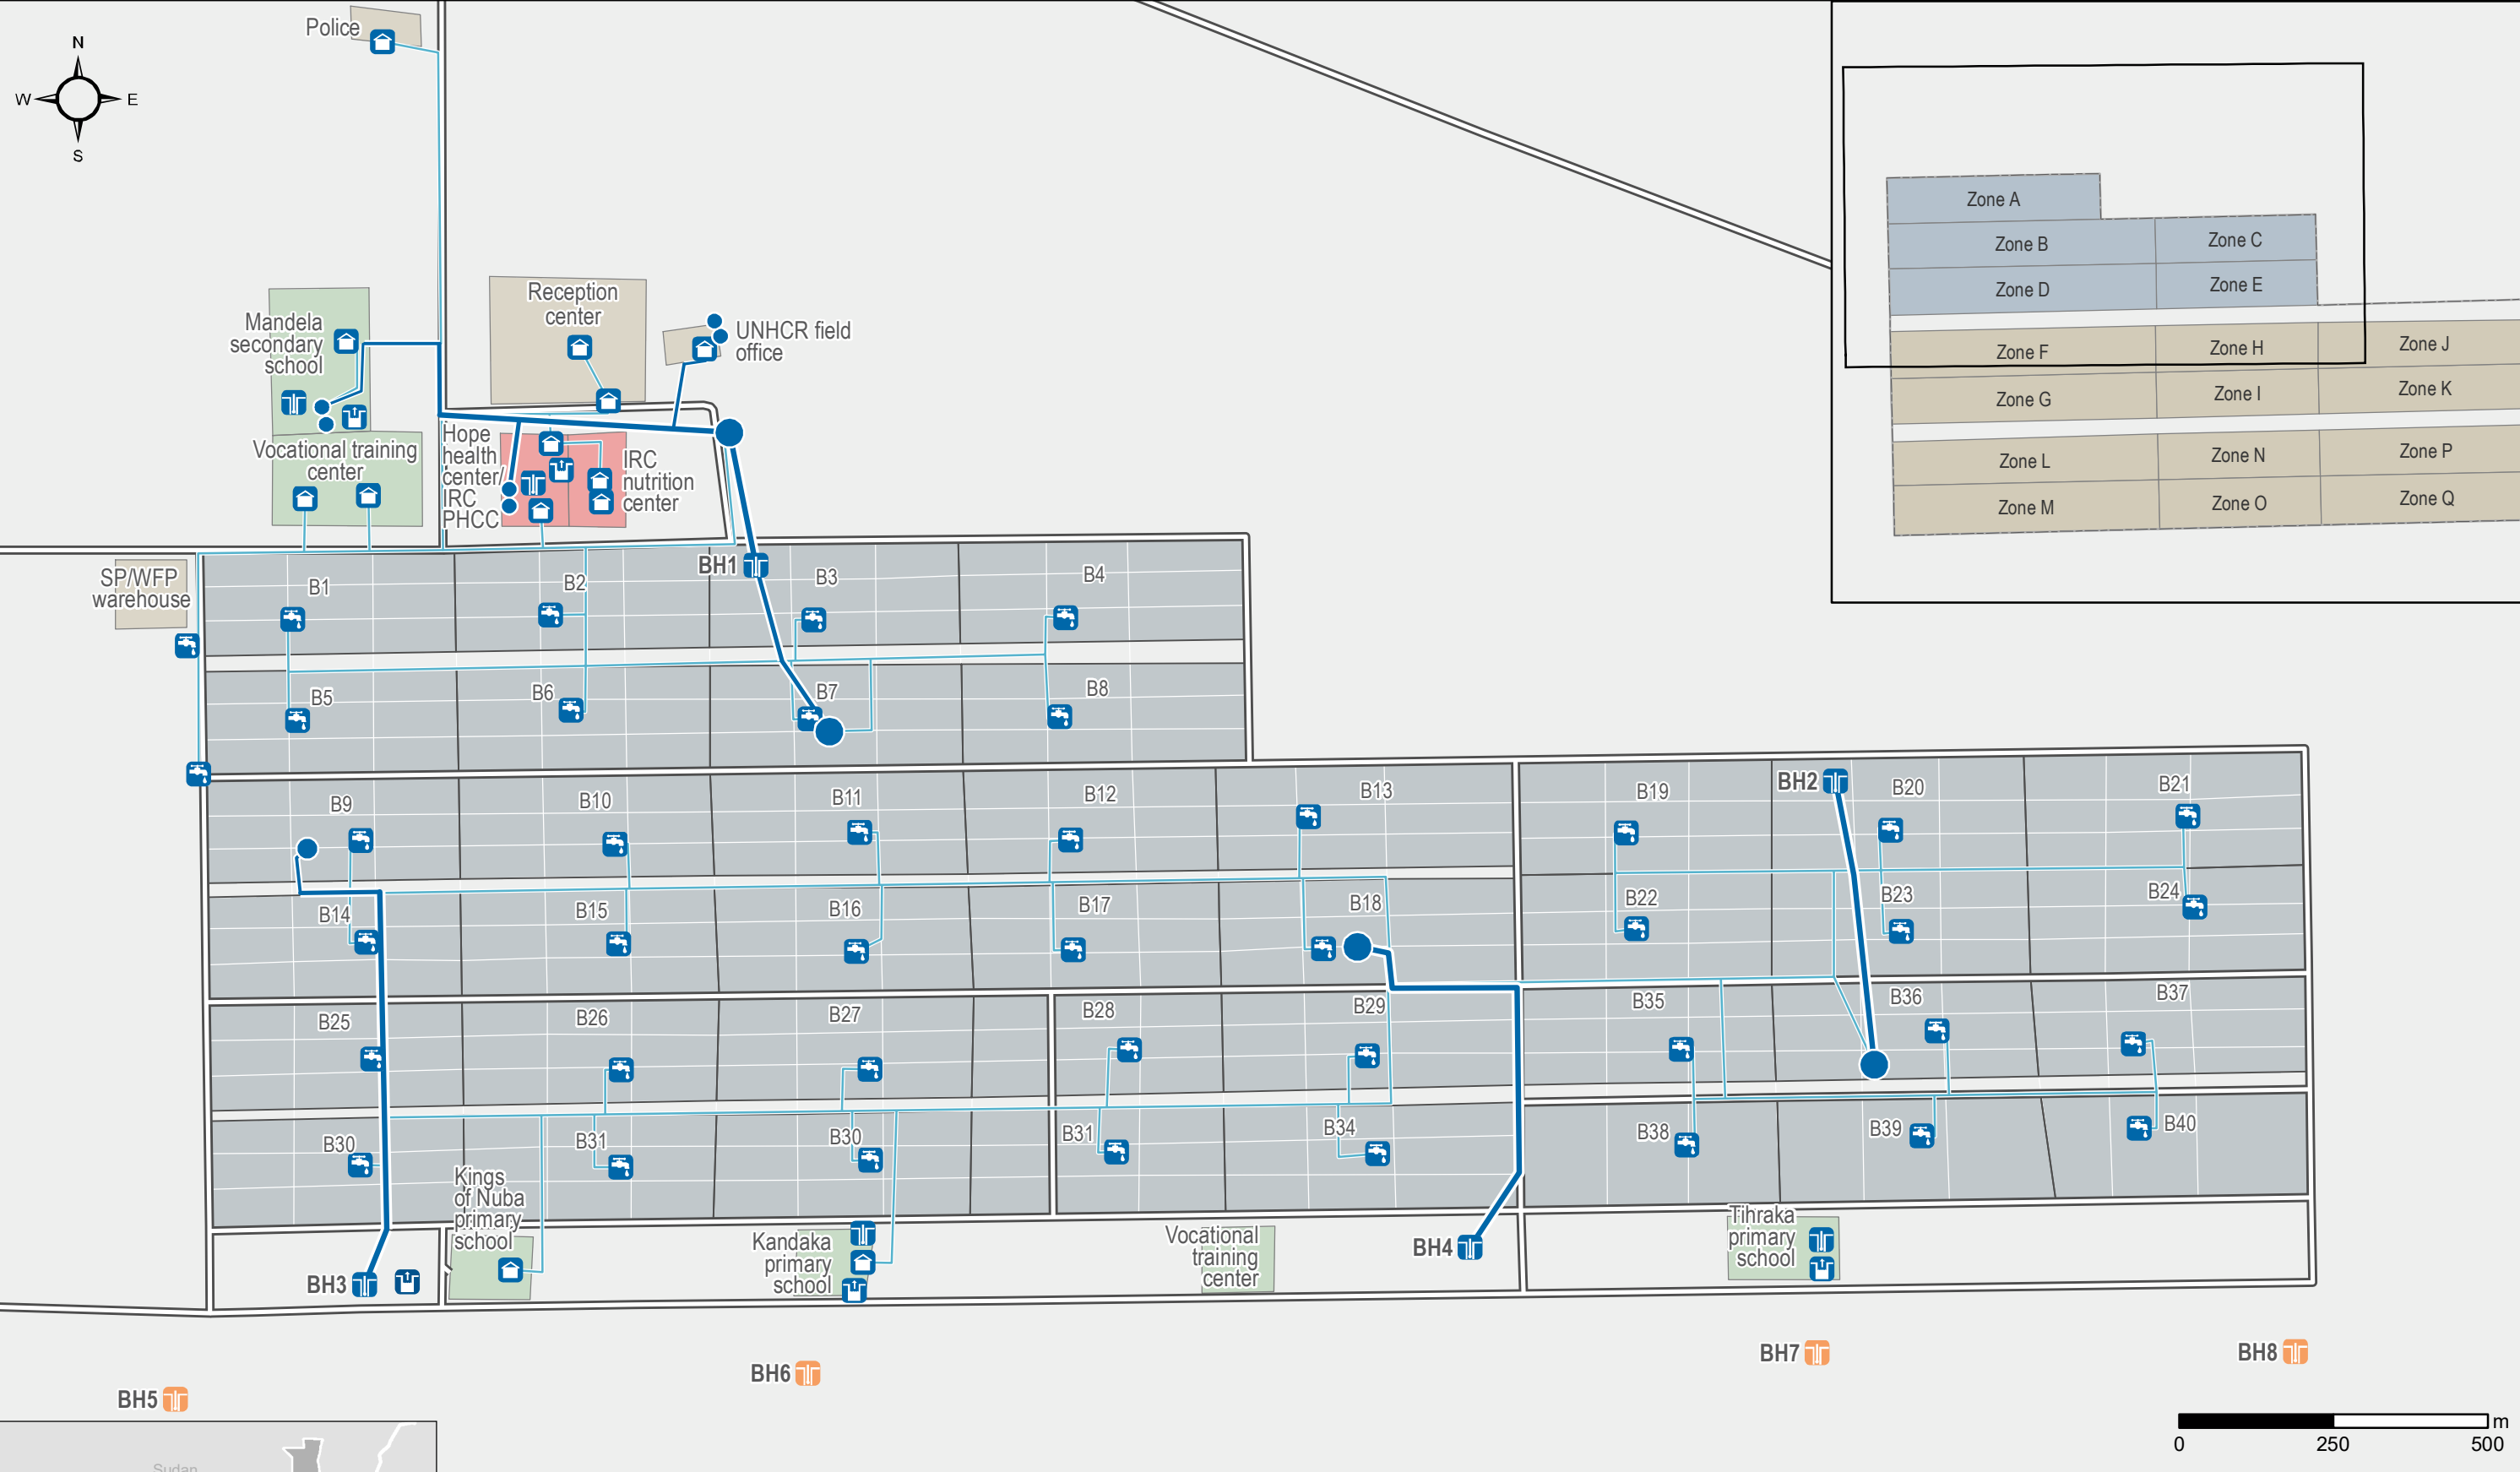 Police
N
W
E
S
Zone A
Zone B
Zone C
Zone D
Zone E
Zone F
Zone H
Zone J
Zone G
Zone I
Zone K
Zone L
Zone N
Zone P
Zone M
Zone O
Zone Q
Reception
center
UNHCR field
office
Mandela
secondary
school
Vocational training
center
Hope
health
center/
IRC
PHCC
IRC
nutrition
center
SP/WFP
warehouse
BH1
B1
B2
B3
B4
B5
B6
B7
B8
B9
B10
B11
B12
B13
B19
BH2
B20
B21
B14
B15
B16
B17
B18
B22
B23
B24
B25
B26
B27
B28
B29
B35
B36
B37
B30
B31
B30
B31
B34
B38
B39
B40
Kings
of Nuba
primary
school
Kandaka
primary
school
Vocational
training
center
BH4
Tihraka
primary
school
BH3
BH5
BH6
BH7
BH8
Sudan
m
0
250
500